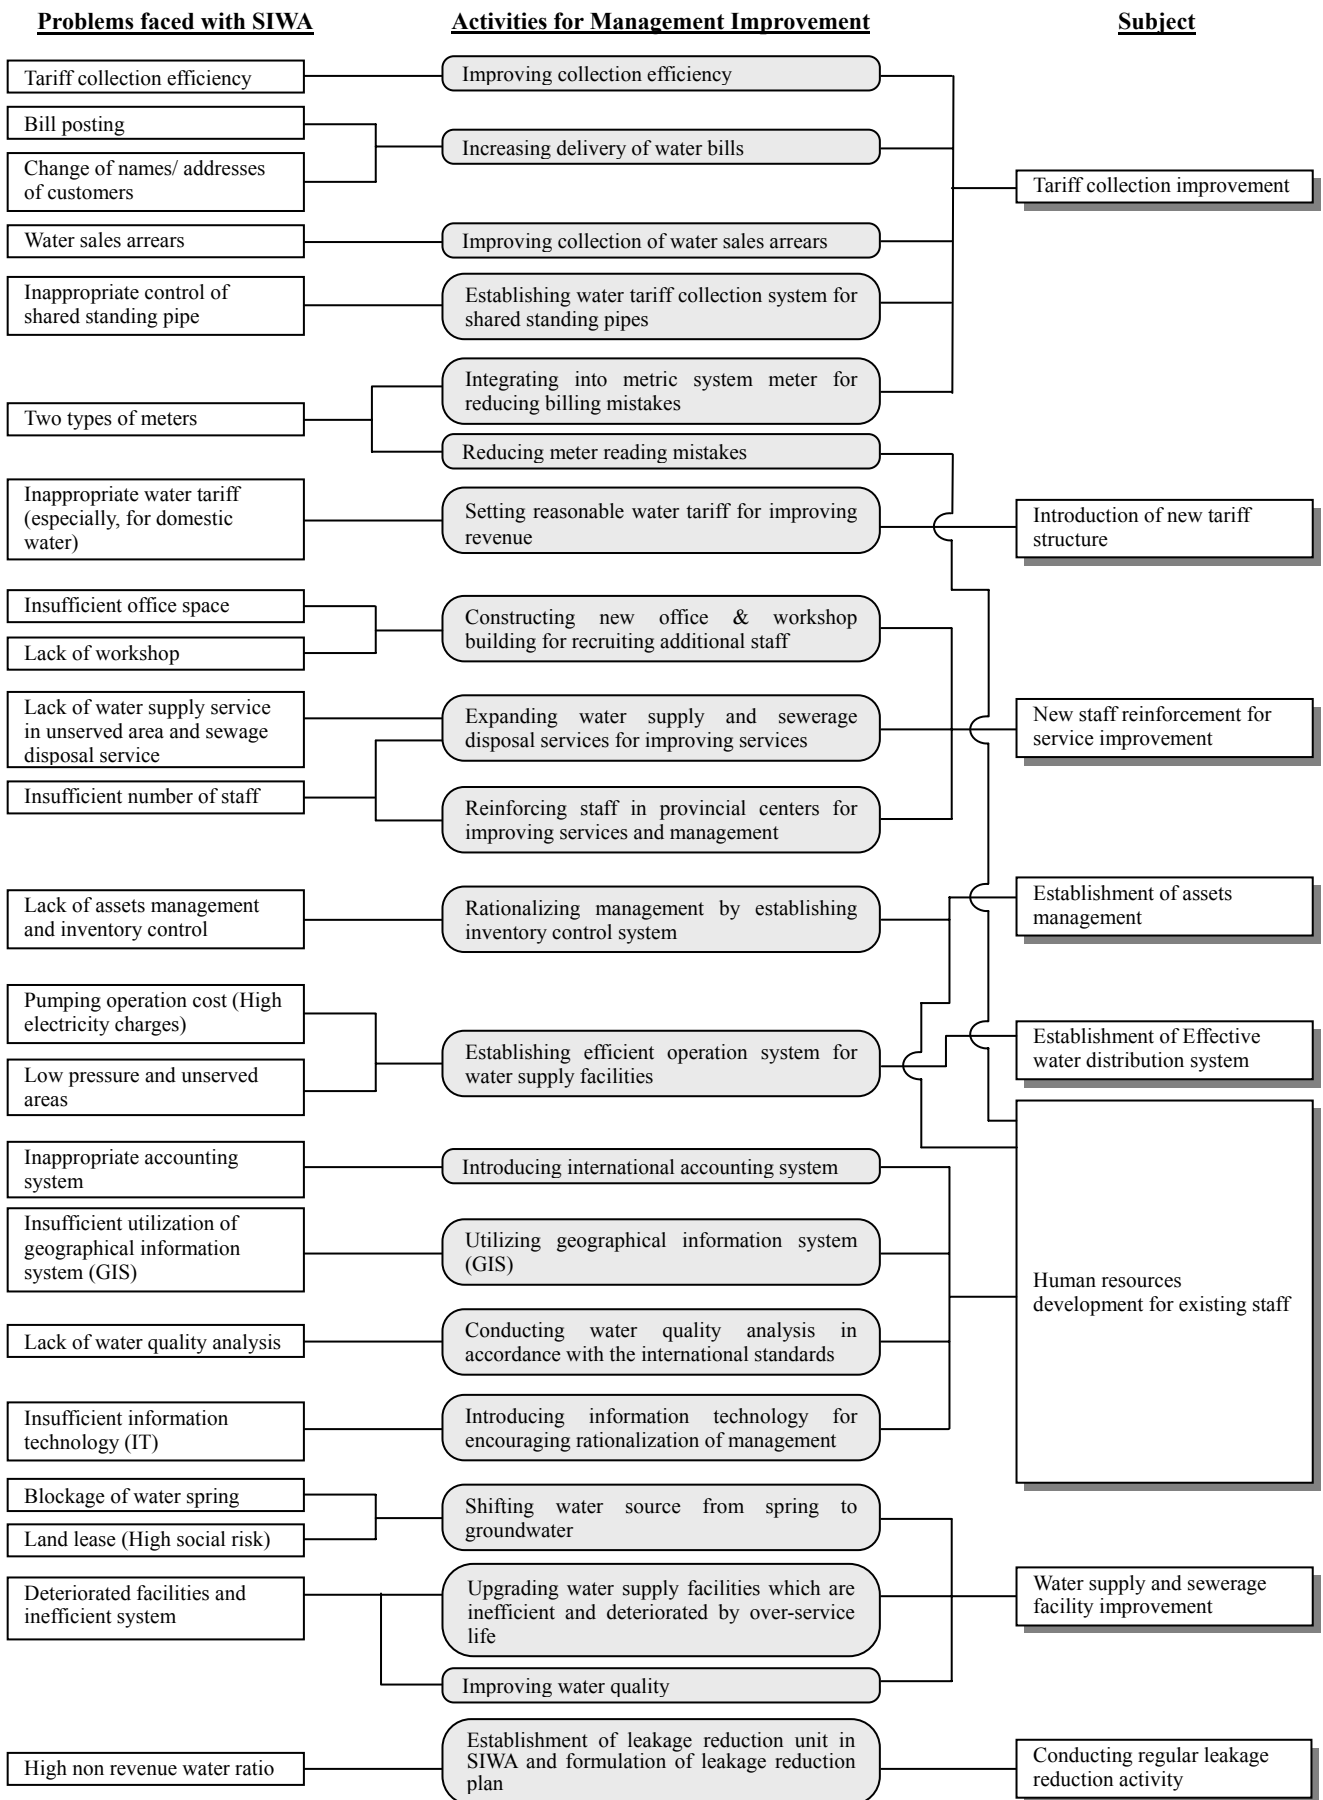 Problems faced with SIWA
Activities for Management Improvement
Subject
Tariff collection efficiency
Improving collection efficiency
Bill posting
Increasing delivery of water bills
Change of names/ addresses
of customers
Tariff collection improvement
Water sales arrears
Improving collection of water sales arrears
Inappropriate control of
shared standing pipe
Establishing water tariff collection system for
shared standing pipes
Two types of meters
Integrating into metric system meter for
reducing billing mistakes
Reducing meter reading mistakes
Inappropriate water tariff
(especially, for domestic
water)
Setting reasonable water tariff for improving
revenue
Introduction of new tariff
structure
Insufficient office space
Lack of workshop
Constructing new office & workshop
building for recruiting additional staff
Lack of water supply service
in unserved area and sewage
disposal service
Expanding water supply and sewerage
disposal services for improving services
New staff reinforcement for
service improvement
Insufficient number of staff
Reinforcing staff in provincial centers for
improving services and management
Lack of assets management
and inventory control
Rationalizing management by establishing
inventory control system
Establishment of assets
management
Pumping operation cost (High
electricity charges)
Low pressure and unserved
areas
Establishing efficient operation system for
water supply facilities
Establishment of Effective
water distribution system
Inappropriate accounting
system
Introducing international accounting system
Insufficient utilization of
geographical information
system (GIS)
Utilizing geographical information system
(GIS)
Human resources
development for existing staff
Lack of water quality analysis
Conducting water quality analysis in
accordance with the international standards
Insufficient information
technology (IT)
Introducing information technology for
encouraging rationalization of management
Blockage of water spring
Land lease (High social risk)
Shifting water source from spring to
groundwater
Deteriorated facilities and
inefficient system
Upgrading water supply facilities which are
inefficient and deteriorated by over-service
life
Water supply and sewerage
facility improvement
Improving water quality
High non revenue water ratio
Establishment of leakage reduction unit in
SIWA and formulation of leakage reduction
plan
Conducting regular leakage
reduction activity